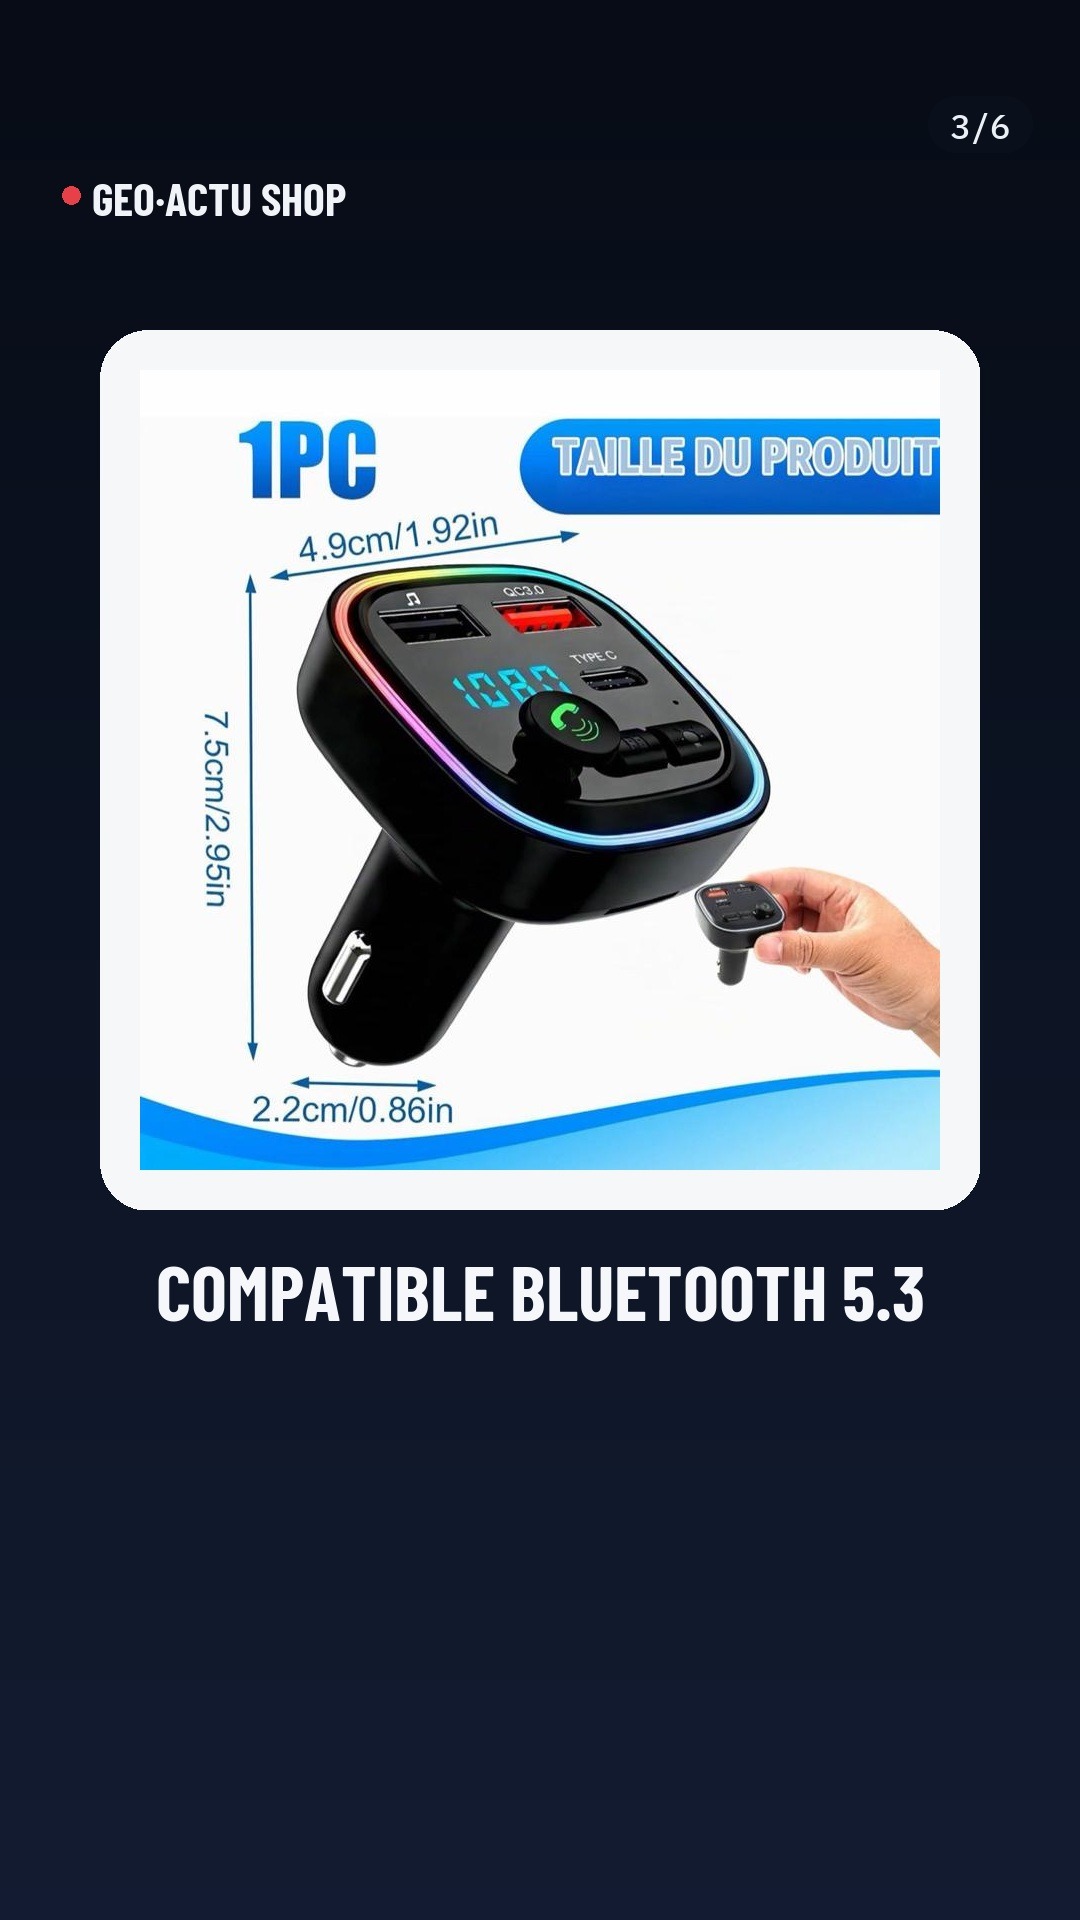 3/6
GEO·ACTU SHOP
1PC
TAILLE DU PRODUIT
4.9cm/1.92in
QC3.0
TYPE C
1080
7.5cm/2.95in
2.2cm/0.86in
COMPATIBLE BLUETOOTH 5.3